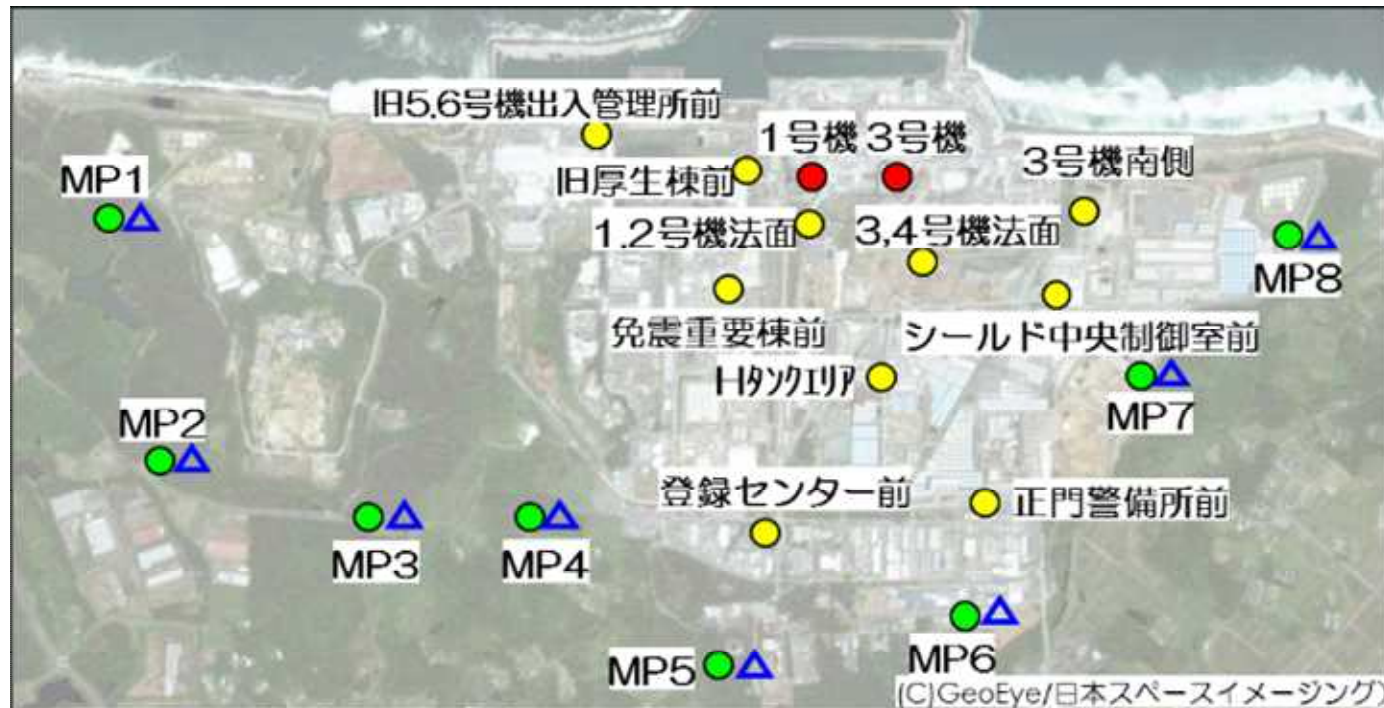 旧5,6号機出入管理所前
1号機
3号機
MP1
旧厚生棟前
3号機南側
1,2号機法面
3,4号機法面
MP8
免震重要棟前
シールド中央制御室前
Hタンクエリア
MP7
MP2
登録センター前
正門警備所前
MP3
MP4
MP5
MP6
(C)GeoEye/日本スペースイメージング)